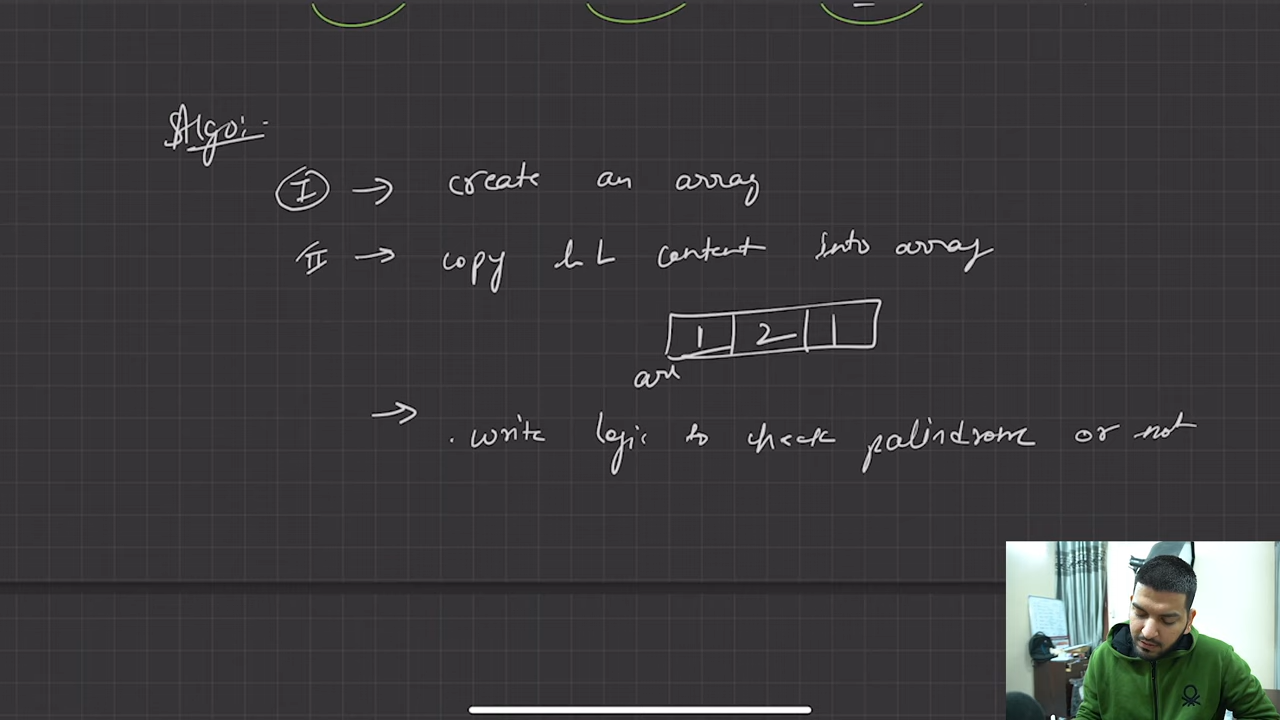 Algo:-
I → create an array
II → copy LL content into array
1 2 1
arr
→ . write logic to check palindrome or not